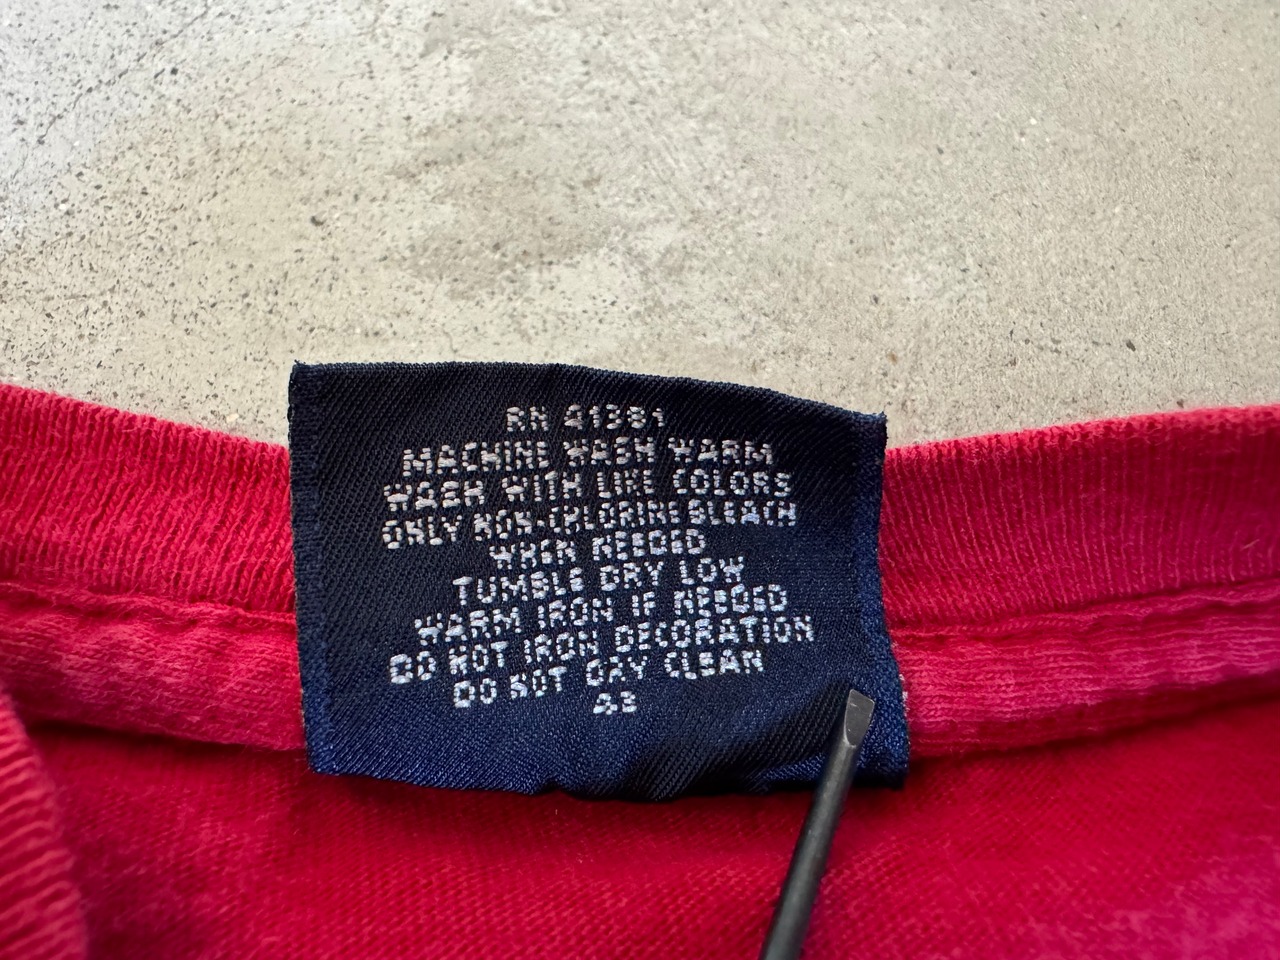 RN 41381
MACHINE WASH WARM
WASH WITH LIKE COLORS
ONLY NON-CHLORINE BLEACH
WHEN NEEDED
TUMBLE DRY LOW
WARM IRON IF NEEDED
DO NOT IRON DECORATION
DO NOT DRY CLEAN